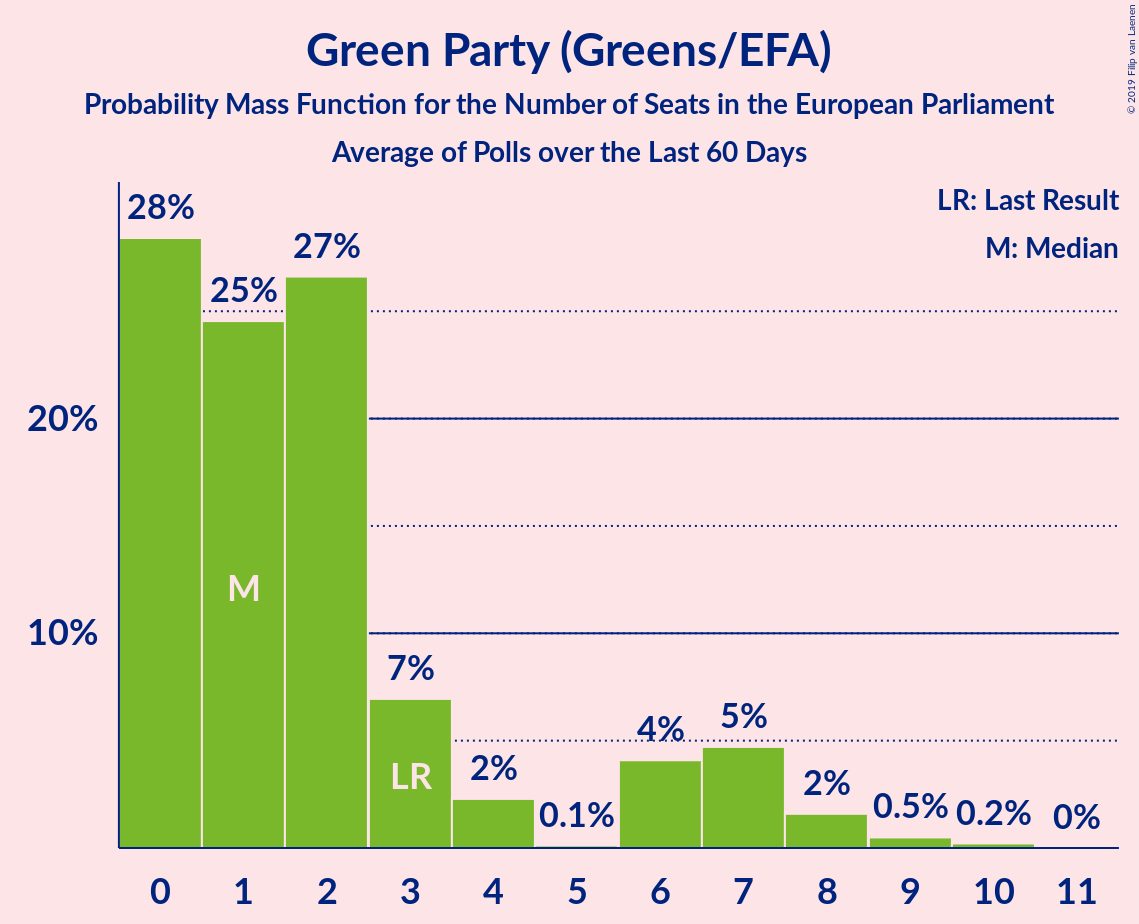 Green Party (Greens/EFA)
Probability Mass Function for the Number of Seats in the European Parliament
Average of Polls over the Last 60 Days
© 2019 Filip van Laenen
LR: Last Result
M: Median
28%
25%
27%
7%
2%
0.1%
4%
5%
2%
0.5%
0.2%
0%
20%
10%
M
LR
0 1 2 3 4 5 6 7 8 9 10 11